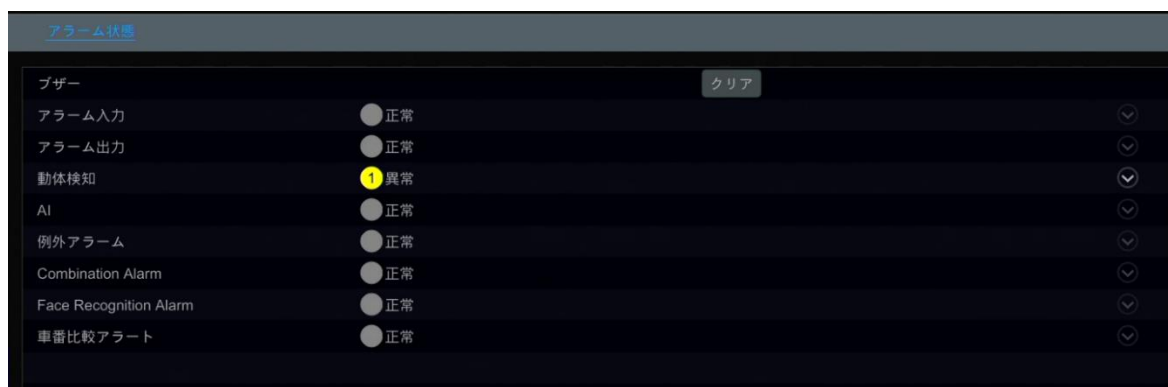 アラーム状態
ブザー クリア
アラーム入力 正常
アラーム出力 正常
動体検知 1 異常
AI 正常
例外アラーム 正常
Combination Alarm 正常
Face Recognition Alarm 正常
車番比較アラート 正常